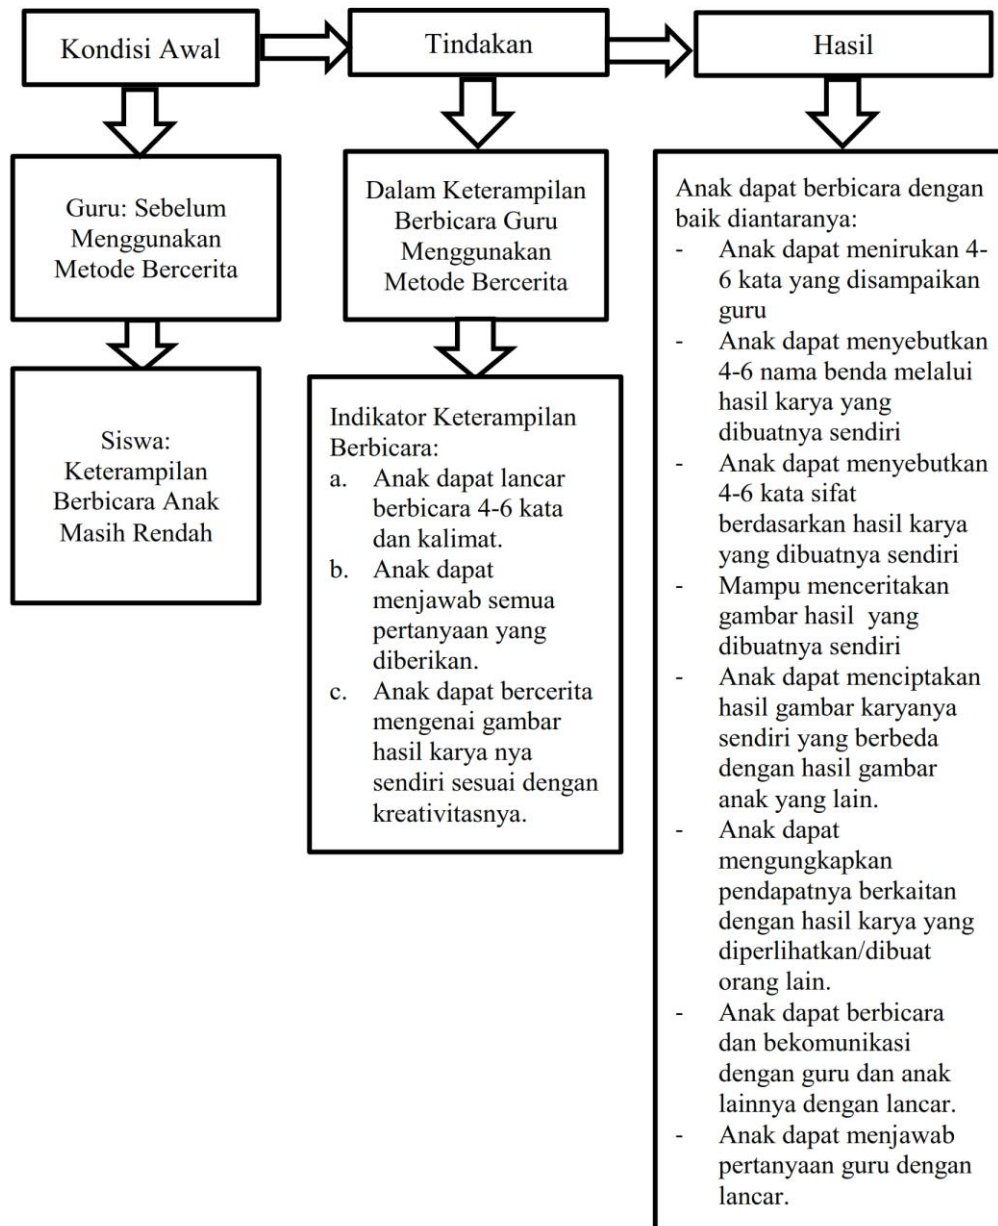 Kondisi Awal
Tindakan
Hasil
Guru: Sebelum
Menggunakan
Metode Bercerita
Siswa:
Keterampilan
Berbicara Anak
Masih Rendah
Dalam Keterampilan
Berbicara Guru
Menggunakan
Metode Bercerita
Indikator Keterampilan
Berbicara:
a. Anak dapat lancar
berbicara 4-6 kata
dan kalimat.
b. Anak dapat
menjawab semua
pertanyaan yang
diberikan.
c. Anak dapat bercerita
mengenai gambar
hasil karya nya
sendiri sesuai dengan
kreativitasnya.
Anak dapat berbicara dengan
baik diantaranya:
- Anak dapat menirukan 4-
6 kata yang disampaikan
guru
- Anak dapat menyebutkan
4-6 nama benda melalui
hasil karya yang
dibuatnya sendiri
- Anak dapat menyebutkan
4-6 kata sifat
berdasarkan hasil karya
yang dibuatnya sendiri
- Mampu menceritakan
gambar hasil yang
dibuatnya sendiri
- Anak dapat menciptakan
hasil gambar karyanya
sendiri yang berbeda
dengan hasil gambar
anak yang lain.
- Anak dapat
mengungkapkan
pendapatnya berkaitan
dengan hasil karya yang
diperlihatkan/dibuat
orang lain.
- Anak dapat berbicara
dan bekomunikasi
dengan guru dan anak
lainnya dengan lancar.
- Anak dapat menjawab
pertanyaan guru dengan
lancar.